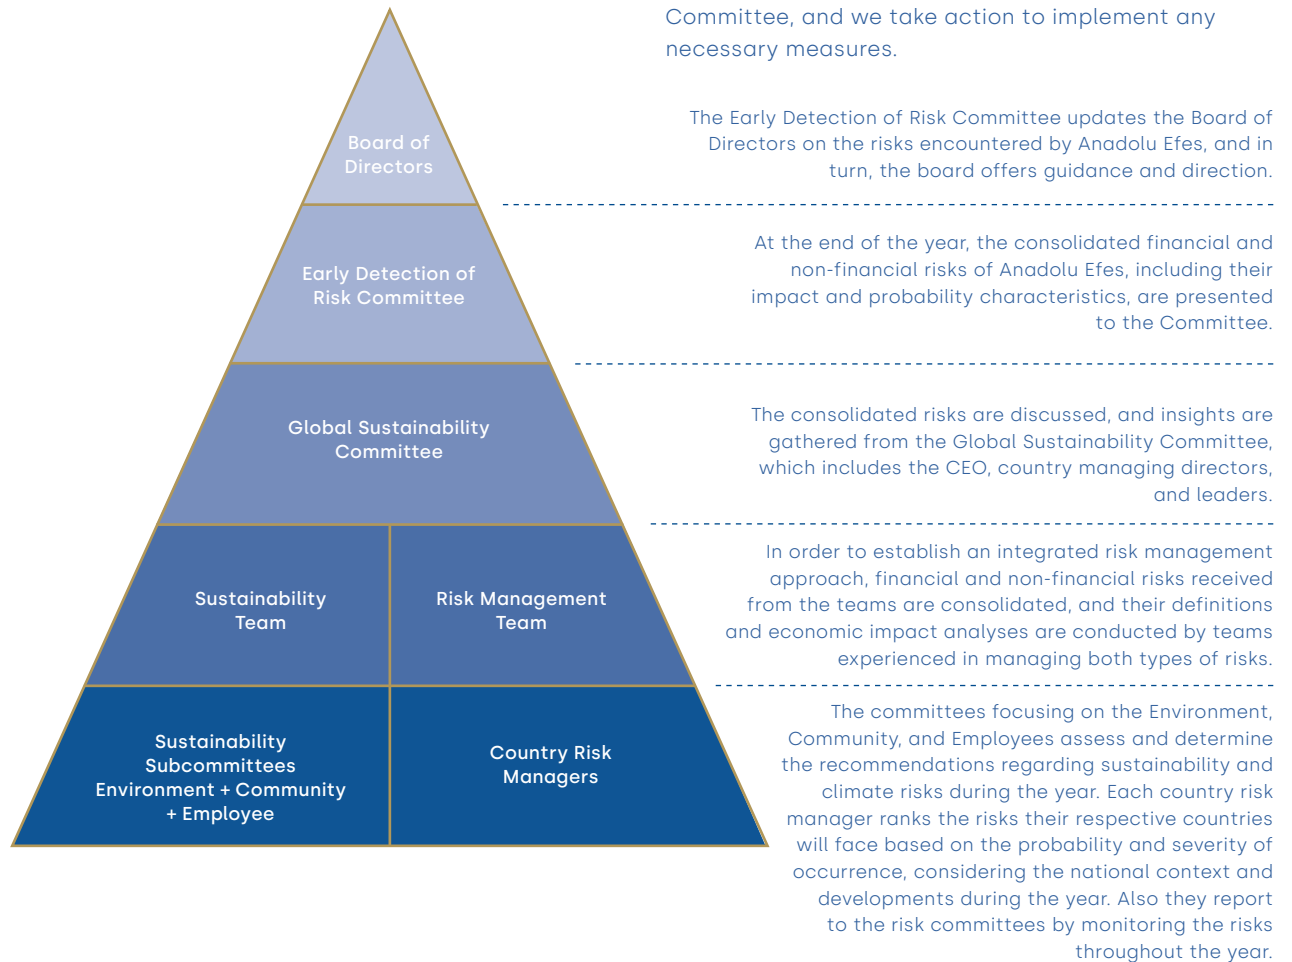 Committee, and we take action to implement any
necessary measures.
Board of
Directors
The Early Detection of Risk Committee updates the Board of
Directors on the risks encountered by Anadolu Efes, and in
turn, the board offers guidance and direction.
Early Detection of
Risk Committee
At the end of the year, the consolidated financial and
non-financial risks of Anadolu Efes, including their
impact and probability characteristics, are presented
to the Committee.
Global Sustainability
Committee
The consolidated risks are discussed, and insights are
gathered from the Global Sustainability Committee,
which includes the CEO, country managing directors,
and leaders.
Sustainability
Team
Risk Management
Team
In order to establish an integrated risk management
approach, financial and non-financial risks received
from the teams are consolidated, and their definitions
and economic impact analyses are conducted by teams
experienced in managing both types of risks.
Sustainability
Subcommittees
Environment + Community
+ Employee
Country Risk
Managers
The committees focusing on the Environment,
Community, and Employees assess and determine
the recommendations regarding sustainability and
climate risks during the year. Each country risk
manager ranks the risks their respective countries
will face based on the probability and severity of
occurrence, considering the national context and
developments during the year. Also they report
to the risk committees by monitoring the risks
throughout the year.